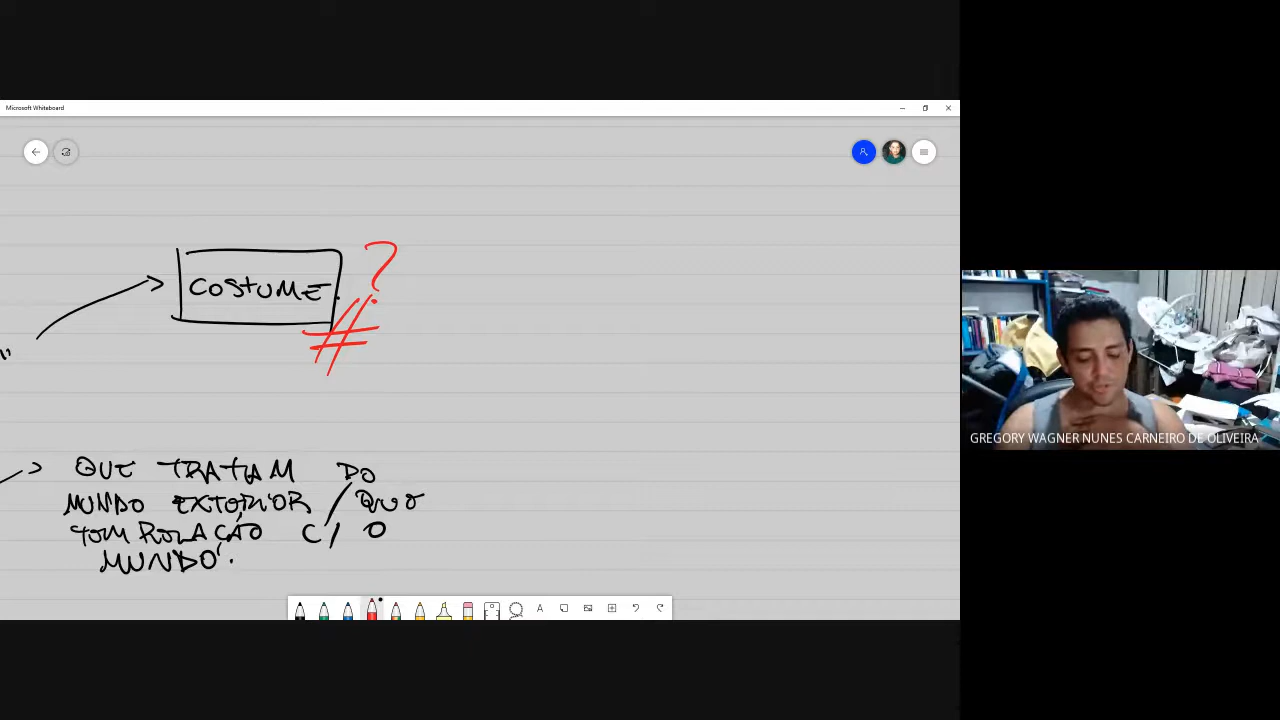 Microsoft Whiteboard
COSTUME ?
#
QUE TRATAM DO
MUNDO EXTERIOR / QUE
TEM RELAÇÃO C/ O
MUNDO.
A
GREGORY WAGNER NUNES CARNEIRO DE OLIVEIRA